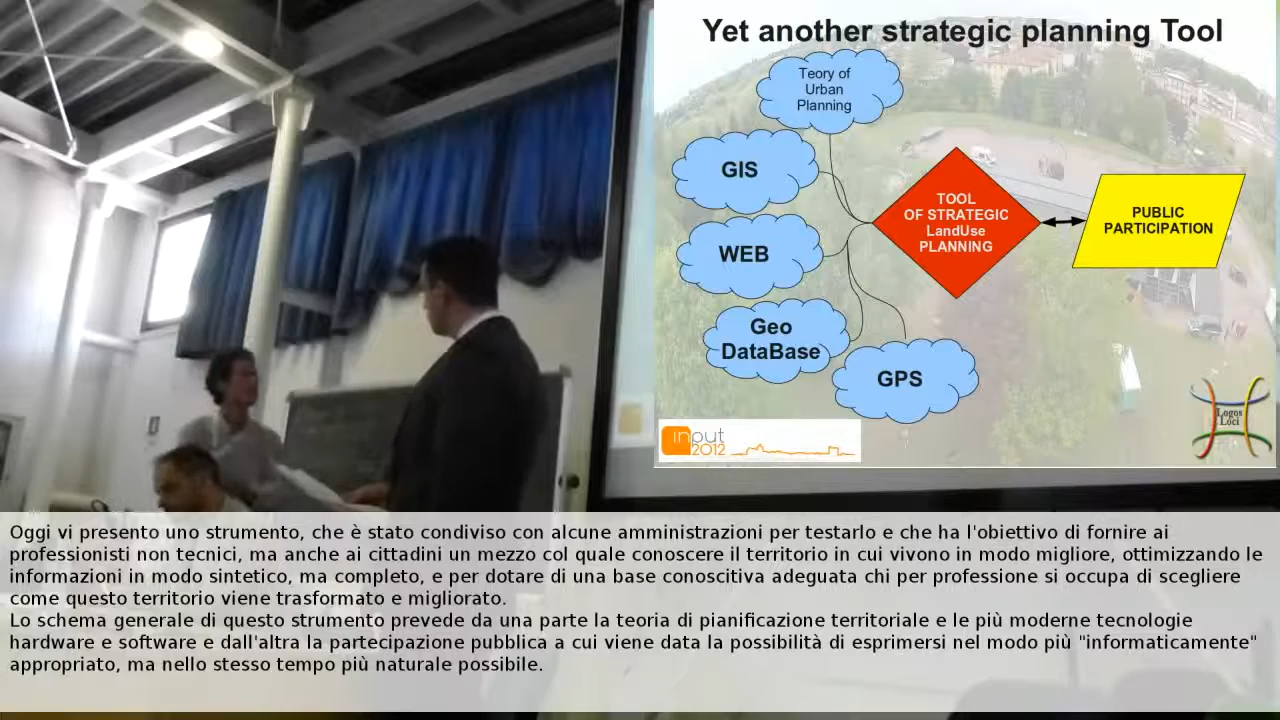 Yet another strategic planning Tool
Teory of
Urban
Planning
GIS
WEB
Geo
DataBase
GPS
TOOL
OF STRATEGIC
LandUse
PLANNING
PUBLIC
PARTICIPATION
input
2012
Logos
Loci
Oggi vi presento uno strumento, che è stato condiviso con alcune amministrazioni per testarlo e che ha l'obiettivo di fornire ai
professionisti non tecnici, ma anche ai cittadini un mezzo col quale conoscere il territorio in cui vivono in modo migliore, ottimizzando le
informazioni in modo sintetico, ma completo, e per dotare di una base conoscitiva adeguata chi per professione si occupa di scegliere
come questo territorio viene trasformato e migliorato.
Lo schema generale di questo strumento prevede da una parte la teoria di pianificazione territoriale e le più moderne tecnologie
hardware e software e dall'altra la partecipazione pubblica a cui viene data la possibilità di esprimersi nel modo più "informaticamente"
appropriato, ma nello stesso tempo più naturale possibile.